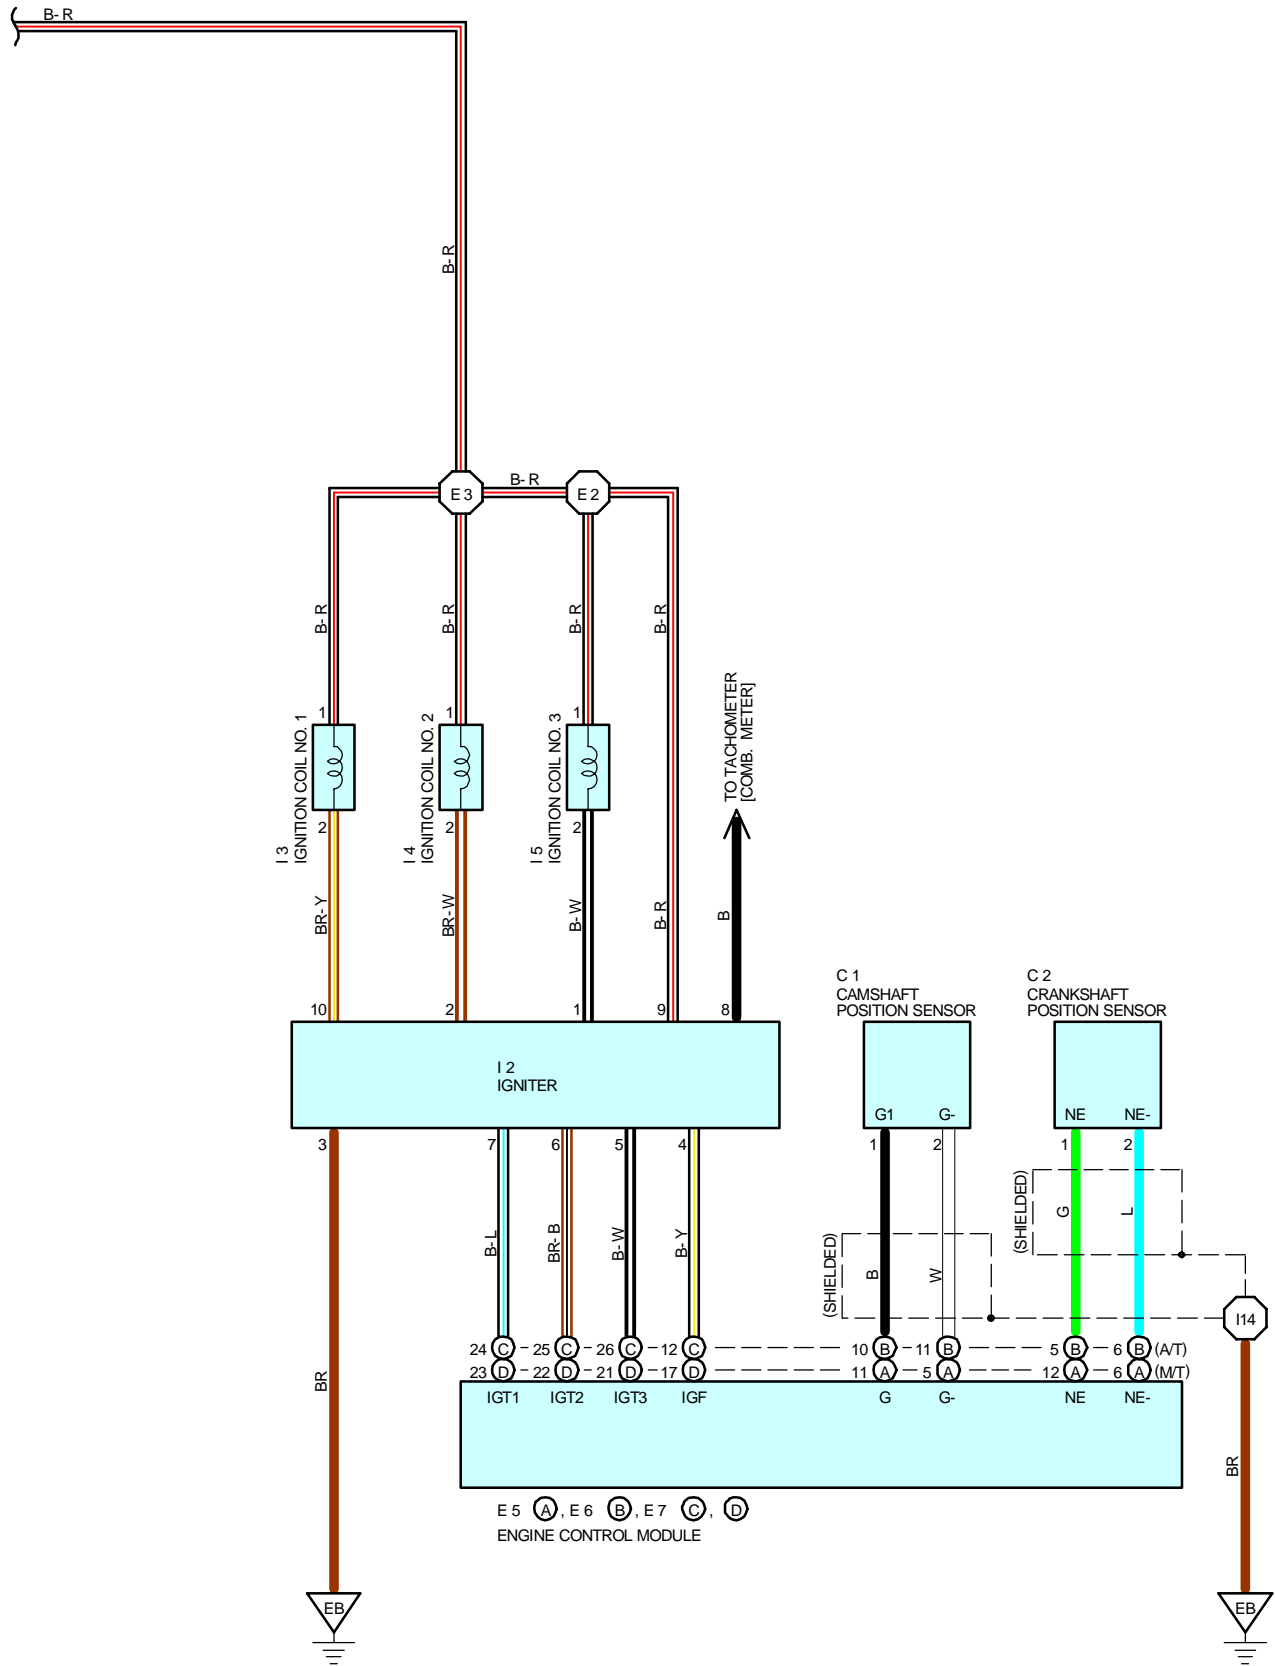 B-R
B-R
E 3
B-R
E 2
B-R
B-R
B-R
B-R
1
1
1
I 3
IGNITION COIL NO. 1
I 4
IGNITION COIL NO. 2
I 5
IGNITION COIL NO. 3
TO TACHOMETER
[COMB. METER]
2
2
2
BR-Y
BR-W
B-W
B-R
B
10
2
1
9
8
I 2
IGNITER
C 1
CAMSHAFT
POSITION SENSOR
C 2
CRANKSHAFT
POSITION SENSOR
G1
G-
NE
NE-
3
7
6
5
4
1
2
1
2
(SHIELDED)
G
L
B-L
BR-B
B-W
B-Y
(SHIELDED)
B
W
I14
24 C 25 C 26 C 12 C 10 B 11 B 5 B 6 B (A/T)
23 D 22 D 21 D 17 D 11 A 5 A 12 A 6 A (M/T)
IGT1
IGT2
IGT3
IGF
G
G-
NE
NE-
BR
BR
E 5 A , E 6 B , E 7 C , D
ENGINE CONTROL MODULE
EB
EB